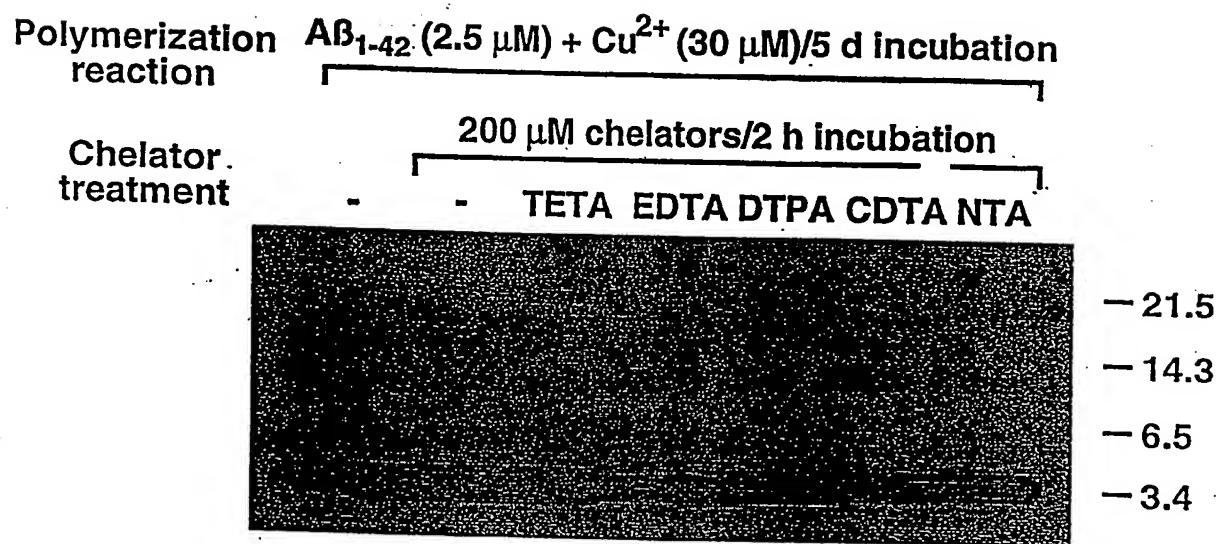 Polymerization reaction
Aβ1-42 (2.5 μM) + Cu2+ (30 μM)/5 d incubation
200 μM chelators/2 h incubation
Chelator treatment
- - TETA EDTA DTPA CDTA NTA
21.5
14.3
6.5
3.4